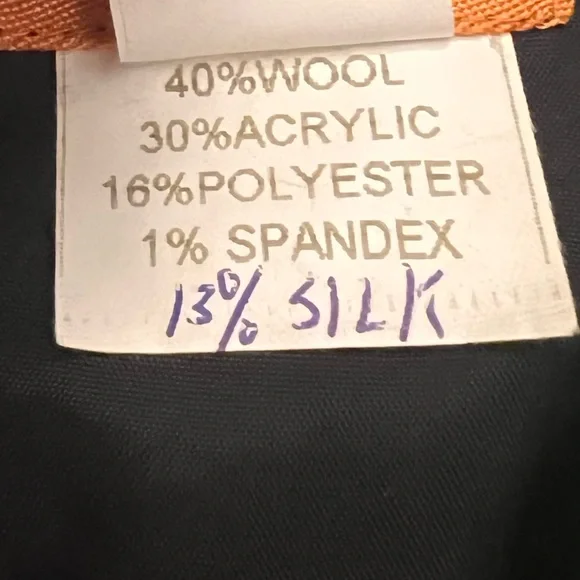 40%WOOL
30%ACRYLIC
16%POLYESTER
1% SPANDEX
13% SILK